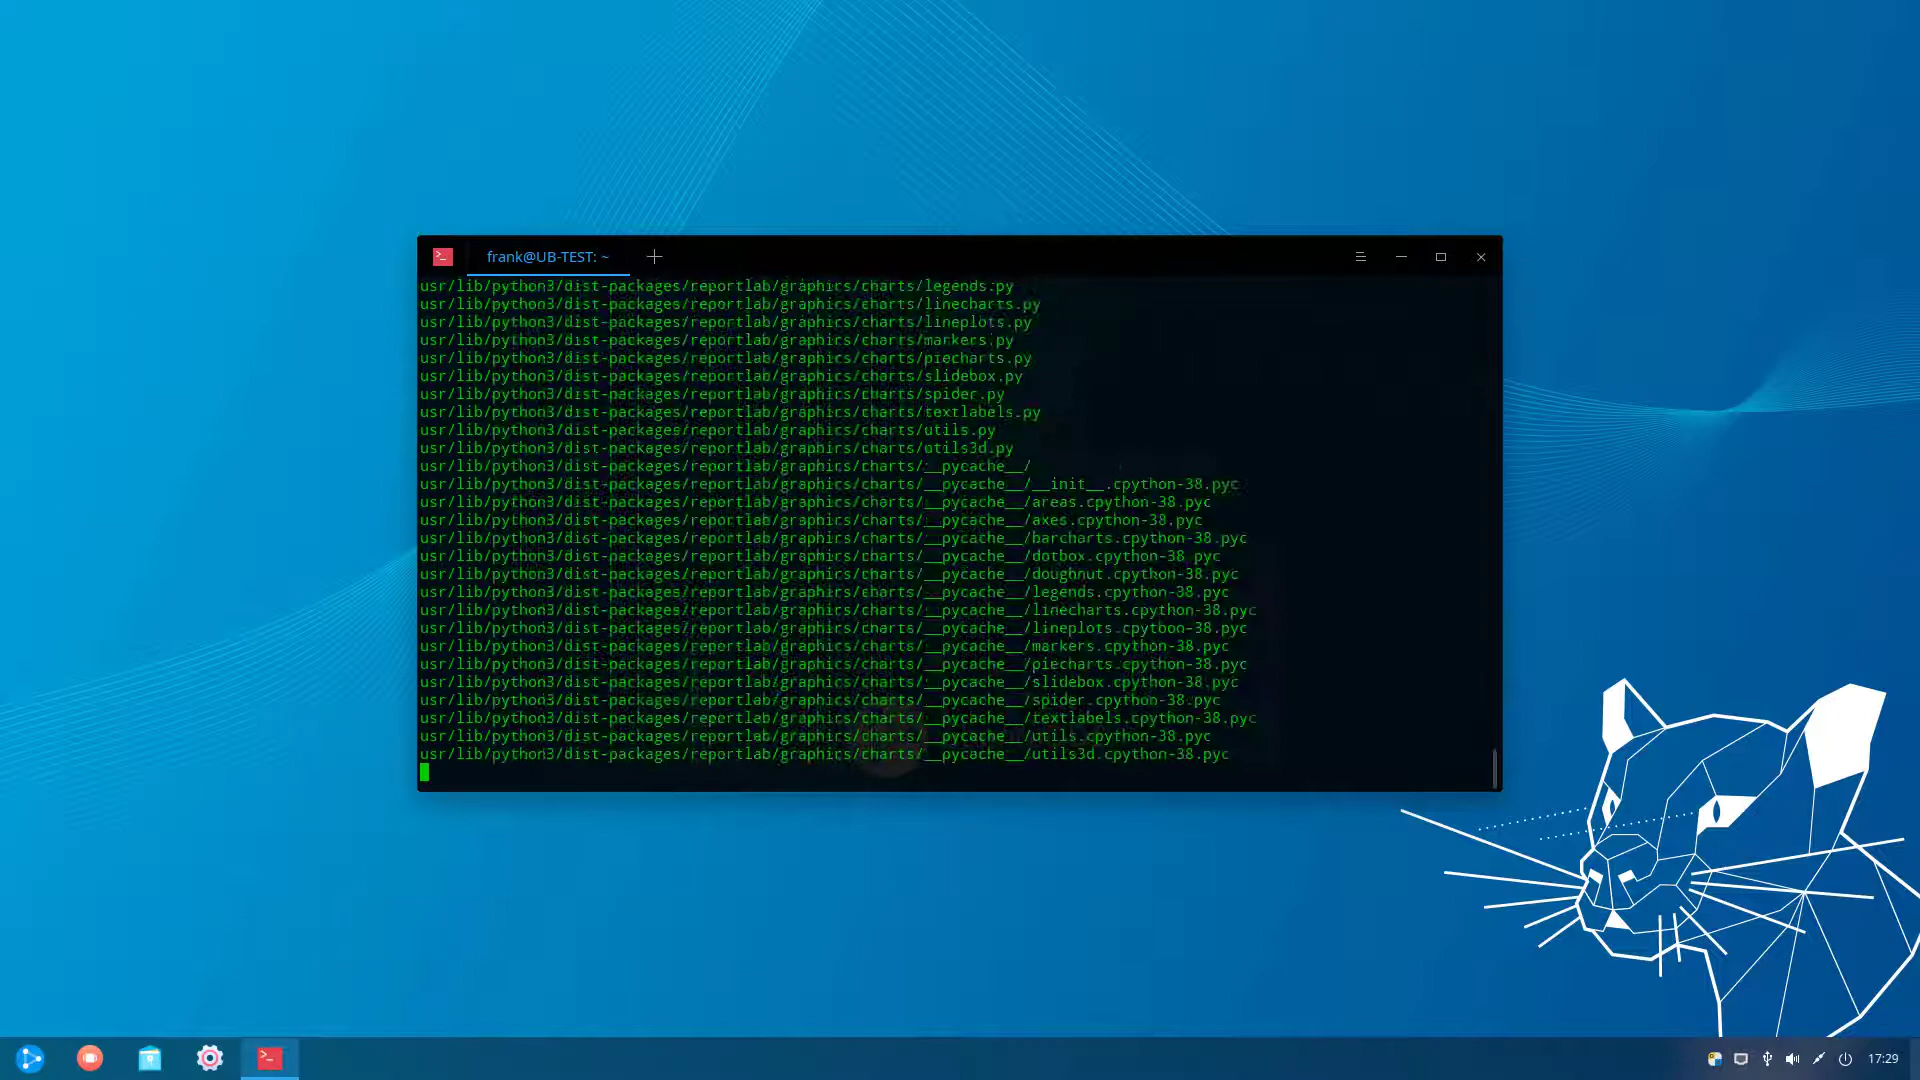 frank@UB-TEST: ~
usr/lib/python3/dist-packages/reportlab/graphics/charts/legends.py
usr/lib/python3/dist-packages/reportlab/graphics/charts/linecharts.py
usr/lib/python3/dist-packages/reportlab/graphics/charts/lineplots.py
usr/lib/python3/dist-packages/reportlab/graphics/charts/markers.py
usr/lib/python3/dist-packages/reportlab/graphics/charts/piecharts.py
usr/lib/python3/dist-packages/reportlab/graphics/charts/slidebox.py
usr/lib/python3/dist-packages/reportlab/graphics/charts/spider.py
usr/lib/python3/dist-packages/reportlab/graphics/charts/textlabels.py
usr/lib/python3/dist-packages/reportlab/graphics/charts/utils.py
usr/lib/python3/dist-packages/reportlab/graphics/charts/utils3d.py
usr/lib/python3/dist-packages/reportlab/graphics/charts/__pycache__/
usr/lib/python3/dist-packages/reportlab/graphics/charts/__pycache__/__init__.cpython-38.pyc
usr/lib/python3/dist-packages/reportlab/graphics/charts/__pycache__/areas.cpython-38.pyc
usr/lib/python3/dist-packages/reportlab/graphics/charts/__pycache__/axes.cpython-38.pyc
usr/lib/python3/dist-packages/reportlab/graphics/charts/__pycache__/barcharts.cpython-38.pyc
usr/lib/python3/dist-packages/reportlab/graphics/charts/__pycache__/dotbox.cpython-38.pyc
usr/lib/python3/dist-packages/reportlab/graphics/charts/__pycache__/doughnut.cpython-38.pyc
usr/lib/python3/dist-packages/reportlab/graphics/charts/__pycache__/legends.cpython-38.pyc
usr/lib/python3/dist-packages/reportlab/graphics/charts/__pycache__/linecharts.cpython-38.pyc
usr/lib/python3/dist-packages/reportlab/graphics/charts/__pycache__/lineplots.cpython-38.pyc
usr/lib/python3/dist-packages/reportlab/graphics/charts/__pycache__/markers.cpython-38.pyc
usr/lib/python3/dist-packages/reportlab/graphics/charts/__pycache__/piecharts.cpython-38.pyc
usr/lib/python3/dist-packages/reportlab/graphics/charts/__pycache__/slidebox.cpython-38.pyc
usr/lib/python3/dist-packages/reportlab/graphics/charts/__pycache__/spider.cpython-38.pyc
usr/lib/python3/dist-packages/reportlab/graphics/charts/__pycache__/textlabels.cpython-38.pyc
usr/lib/python3/dist-packages/reportlab/graphics/charts/__pycache__/utils.cpython-38.pyc
usr/lib/python3/dist-packages/reportlab/graphics/charts/__pycache__/utils3d.cpython-38.pyc
17:29